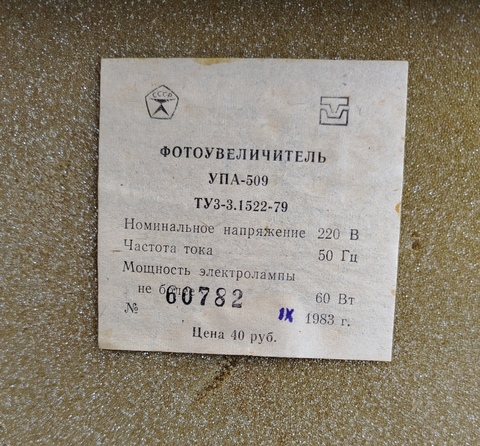 СССР
ФОТОУВЕЛИЧИТЕЛЬ
УПА-509
ТУ3-3.1522-79
Номинальное напряжение 220 В
Частота тока 50 Гц
Мощность электролампы
не более 60 Вт
№ 60782 IX 1983 г.
Цена 40 руб.